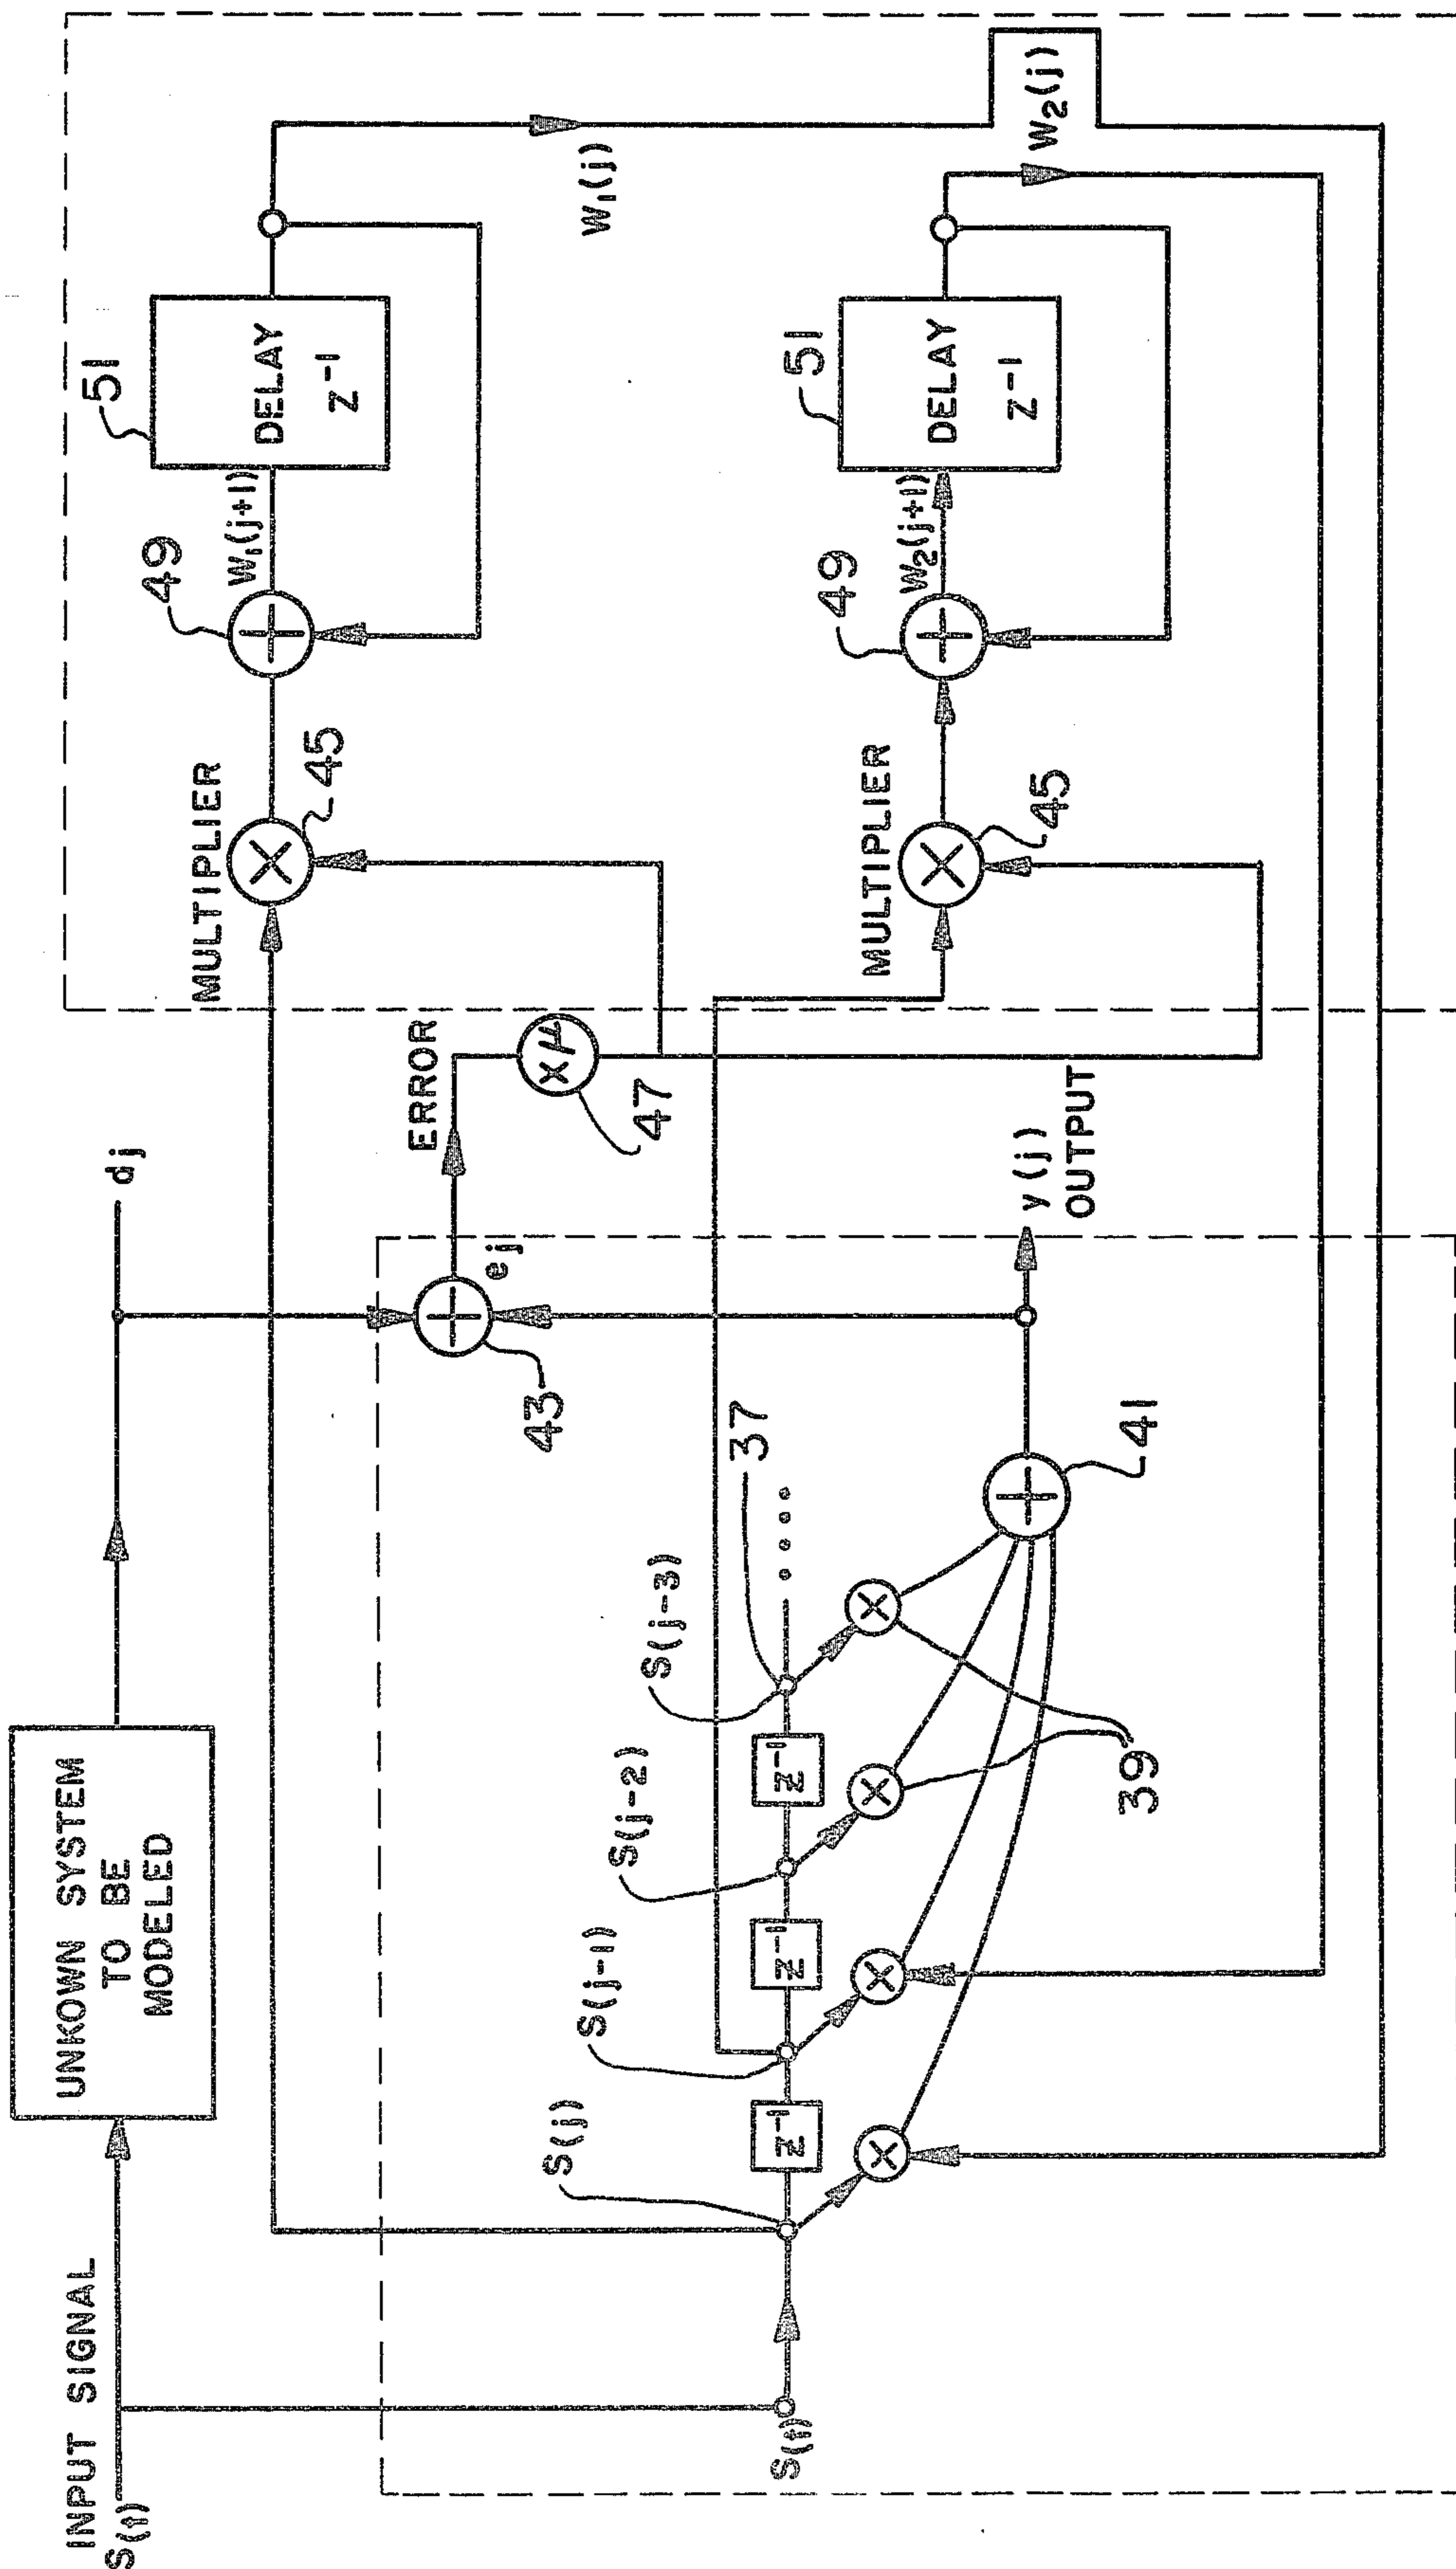 INPUT SIGNAL
S(t)
UNKOWN SYSTEM
TO BE
MODELED
dj
S(t)
S(j)
S(j-1)
S(j-2)
S(j-3)
37
Z-1
Z-1
Z-1
39
41
43
ej
ERROR
xμ
47
y(j)
OUTPUT
MULTIPLIER
45
49
W1(j+1)
51
DELAY
Z-1
W1(j)
MULTIPLIER
45
49
W2(j+1)
51
DELAY
Z-1
W2(j)